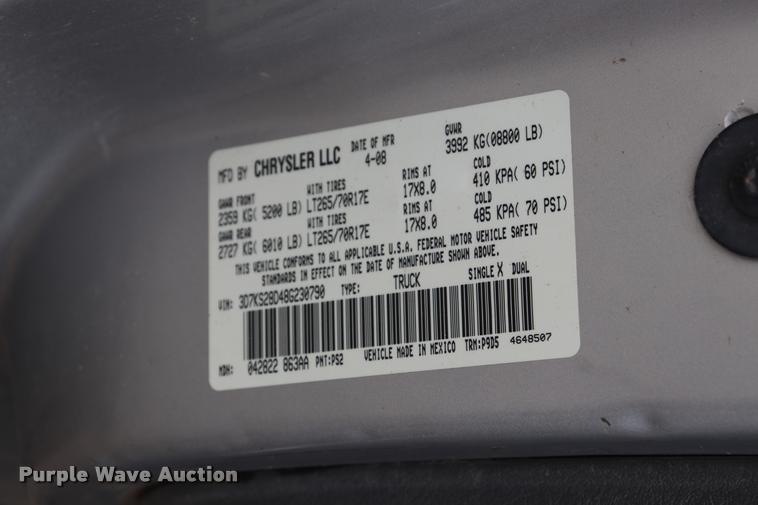 MFD BY CHRYSLER LLC DATE OF MFR 4-08 GVWR 3992 KG(08800 LB)
GAWR FRONT WITH TIRES RIMS AT COLD
2359 KG( 5200 LB) LT265/70R17E 17X8.0 410 KPA( 60 PSI)
GAWR REAR WITH TIRES RIMS AT COLD
2727 KG( 6010 LB) LT265/70R17E 17X8.0 485 KPA( 70 PSI)
THIS VEHICLE CONFORMS TO ALL APPLICABLE U.S.A. FEDERAL MOTOR VEHICLE SAFETY
STANDARDS IN EFFECT ON THE DATE OF MANUFACTURE SHOWN ABOVE.
VIN: 3D7KS28D48G230790 TYPE: TRUCK SINGLE X DUAL
MDH: 042822 863AA PNT:PS2 VEHICLE MADE IN MEXICO TRM:P9D5 4648507
Purple Wave Auction